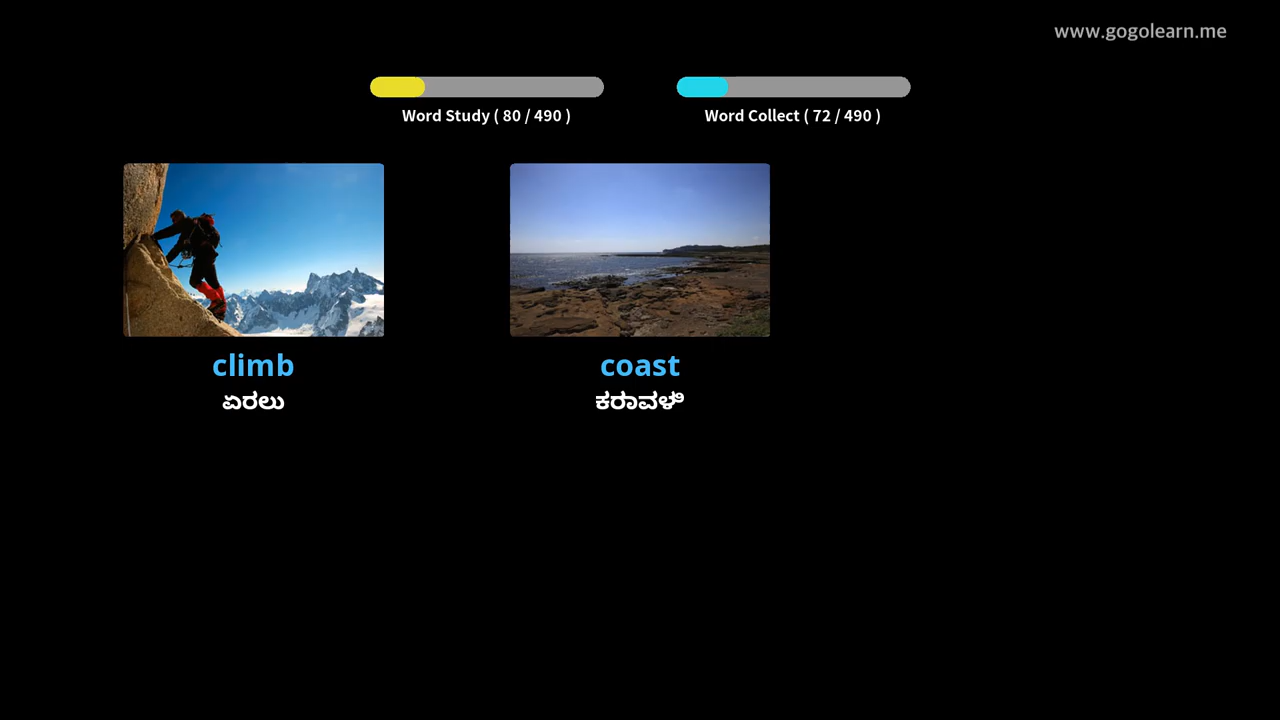 www.gogolearn.me
Word Study ( 80 / 490 )
Word Collect ( 72 / 490 )
climb
ಏರಲು
coast
ಕರಾವಳಿ